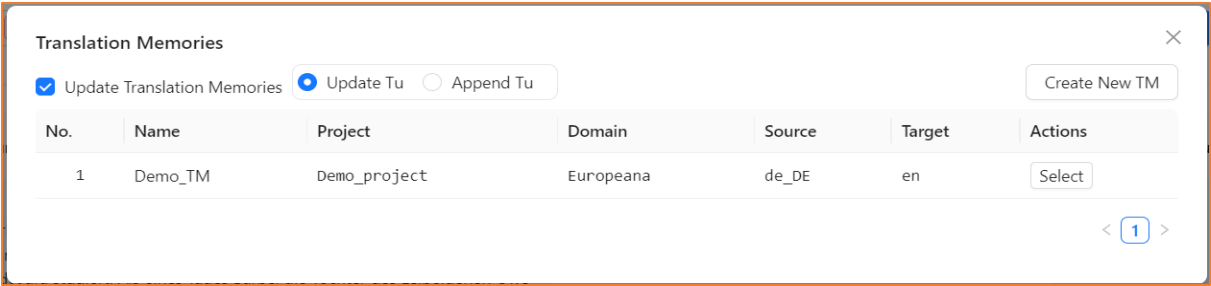 Translation Memories
Update Translation Memories Update Tu Append Tu Create New TM
No. Name Project Domain Source Target Actions
1 Demo_TM Demo_project Europeana de_DE en Select
< 1 >